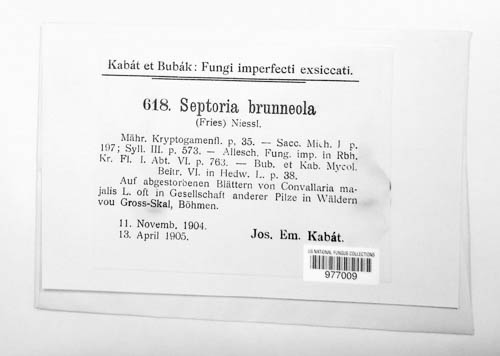 Kabát et Bubák: Fungi imperfecti exsiccati.
618. Septoria brunneola
(Fries) Niessl.
Mähr. Kryptogamenfl. p. 35. — Sacc. Mich. I p.
197; Syll. III. p. 573. — Allesch. Fung. imp. in Rbh.
Kr. Fl. I. Abt. VI. p. 763. — Bub. et Kab. Mycol.
Beitr. VI. in Hedw. L. p. 38.
Auf abgestorbenen Blättern von Convallaria ma-
jalis L. oft in Gesellschaft anderer Pilze in Wäldern
vou Gross-Skal, Böhmen.
11. Novemb. 1904.
13. April 1905.
Jos. Em. Kabát.
US NATIONAL FUNGUS COLLECTIONS
977009